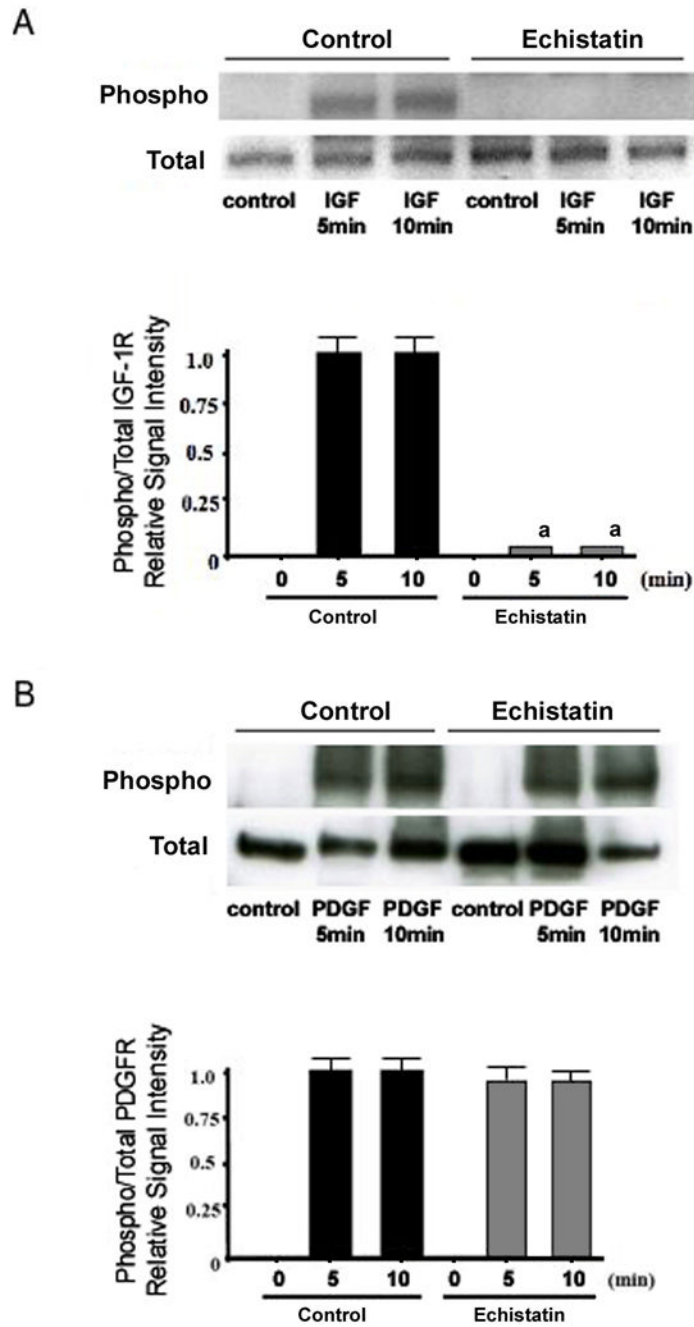 A
Control Echistatin
Phospho
Total
control IGF IGF control IGF IGF
5min 10min 5min 10min
Phospho/Total IGF-1R
Relative Signal Intensity
1.0
0.75
0.5
0.25
0
a a
0 5 10 0 5 10 (min)
Control Echistatin
B
Control Echistatin
Phospho
Total
control PDGF PDGF control PDGF PDGF
5min 10min 5min 10min
Phospho/Total PDGFR
Relative Signal Intensity
1.0
0.75
0.5
0.25
0
0 5 10 0 5 10 (min)
Control Echistatin